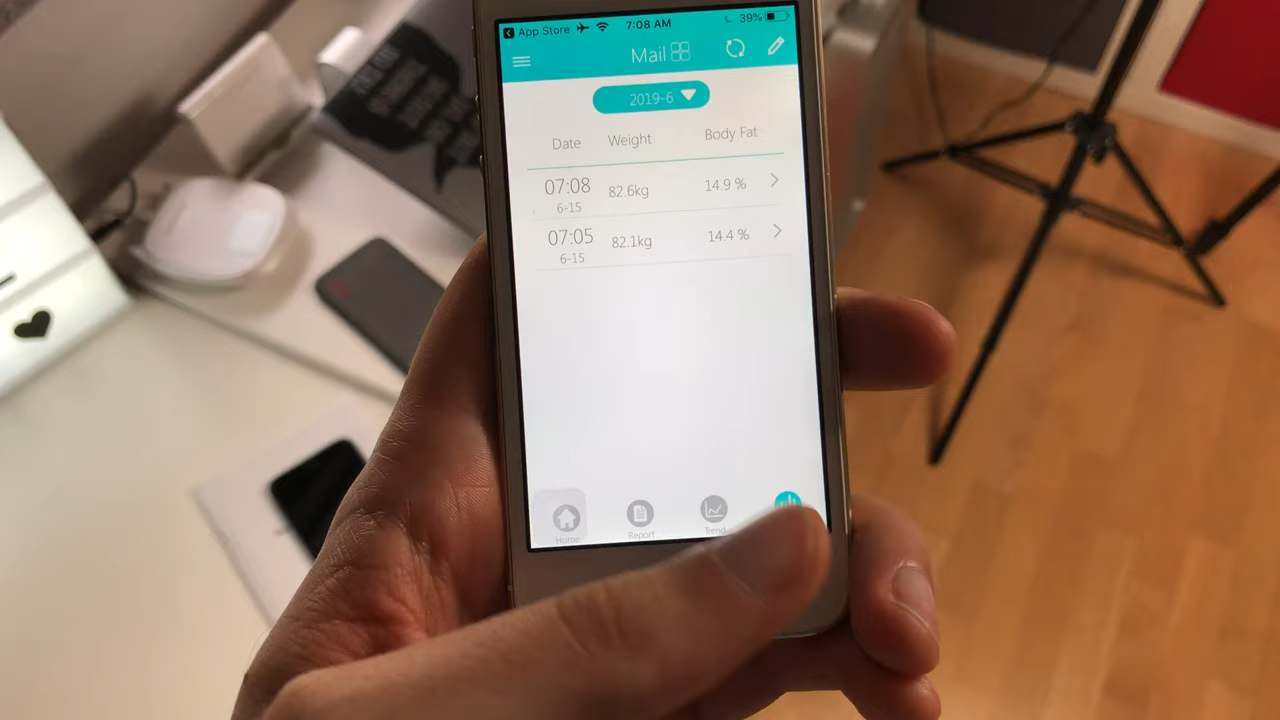 App Store 7:08 AM 39%
Mail
2019-6
Date Weight Body Fat
07:08 82.6kg 14.9 %
6-15
07:05 82.1kg 14.4 %
6-15
Home Report Trend